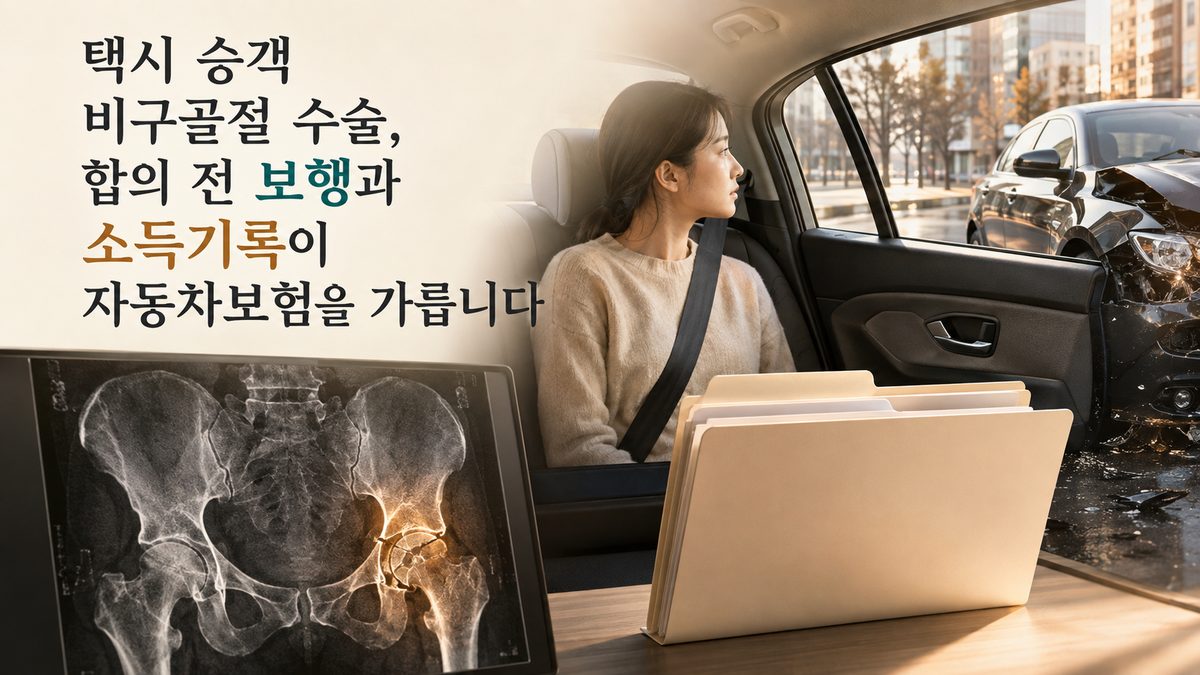 택시 승객
비구골절 수술,
합의 전 보행과
소득기록이
자동차보험을 가릅니다